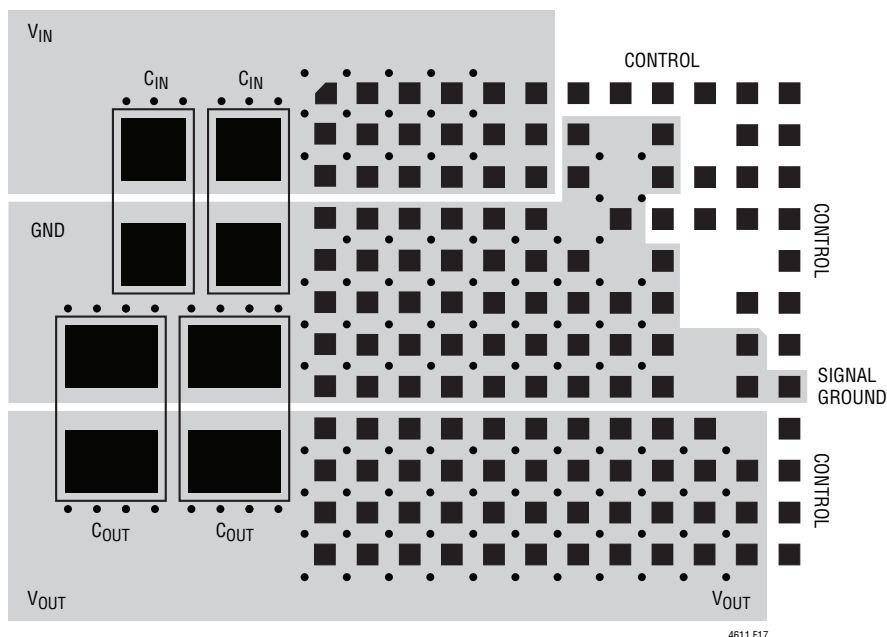 VIN
CIN
CIN
CONTROL
GND
CONTROL
SIGNAL
GROUND
CONTROL
COUT
COUT
VOUT
VOUT
4611 F17